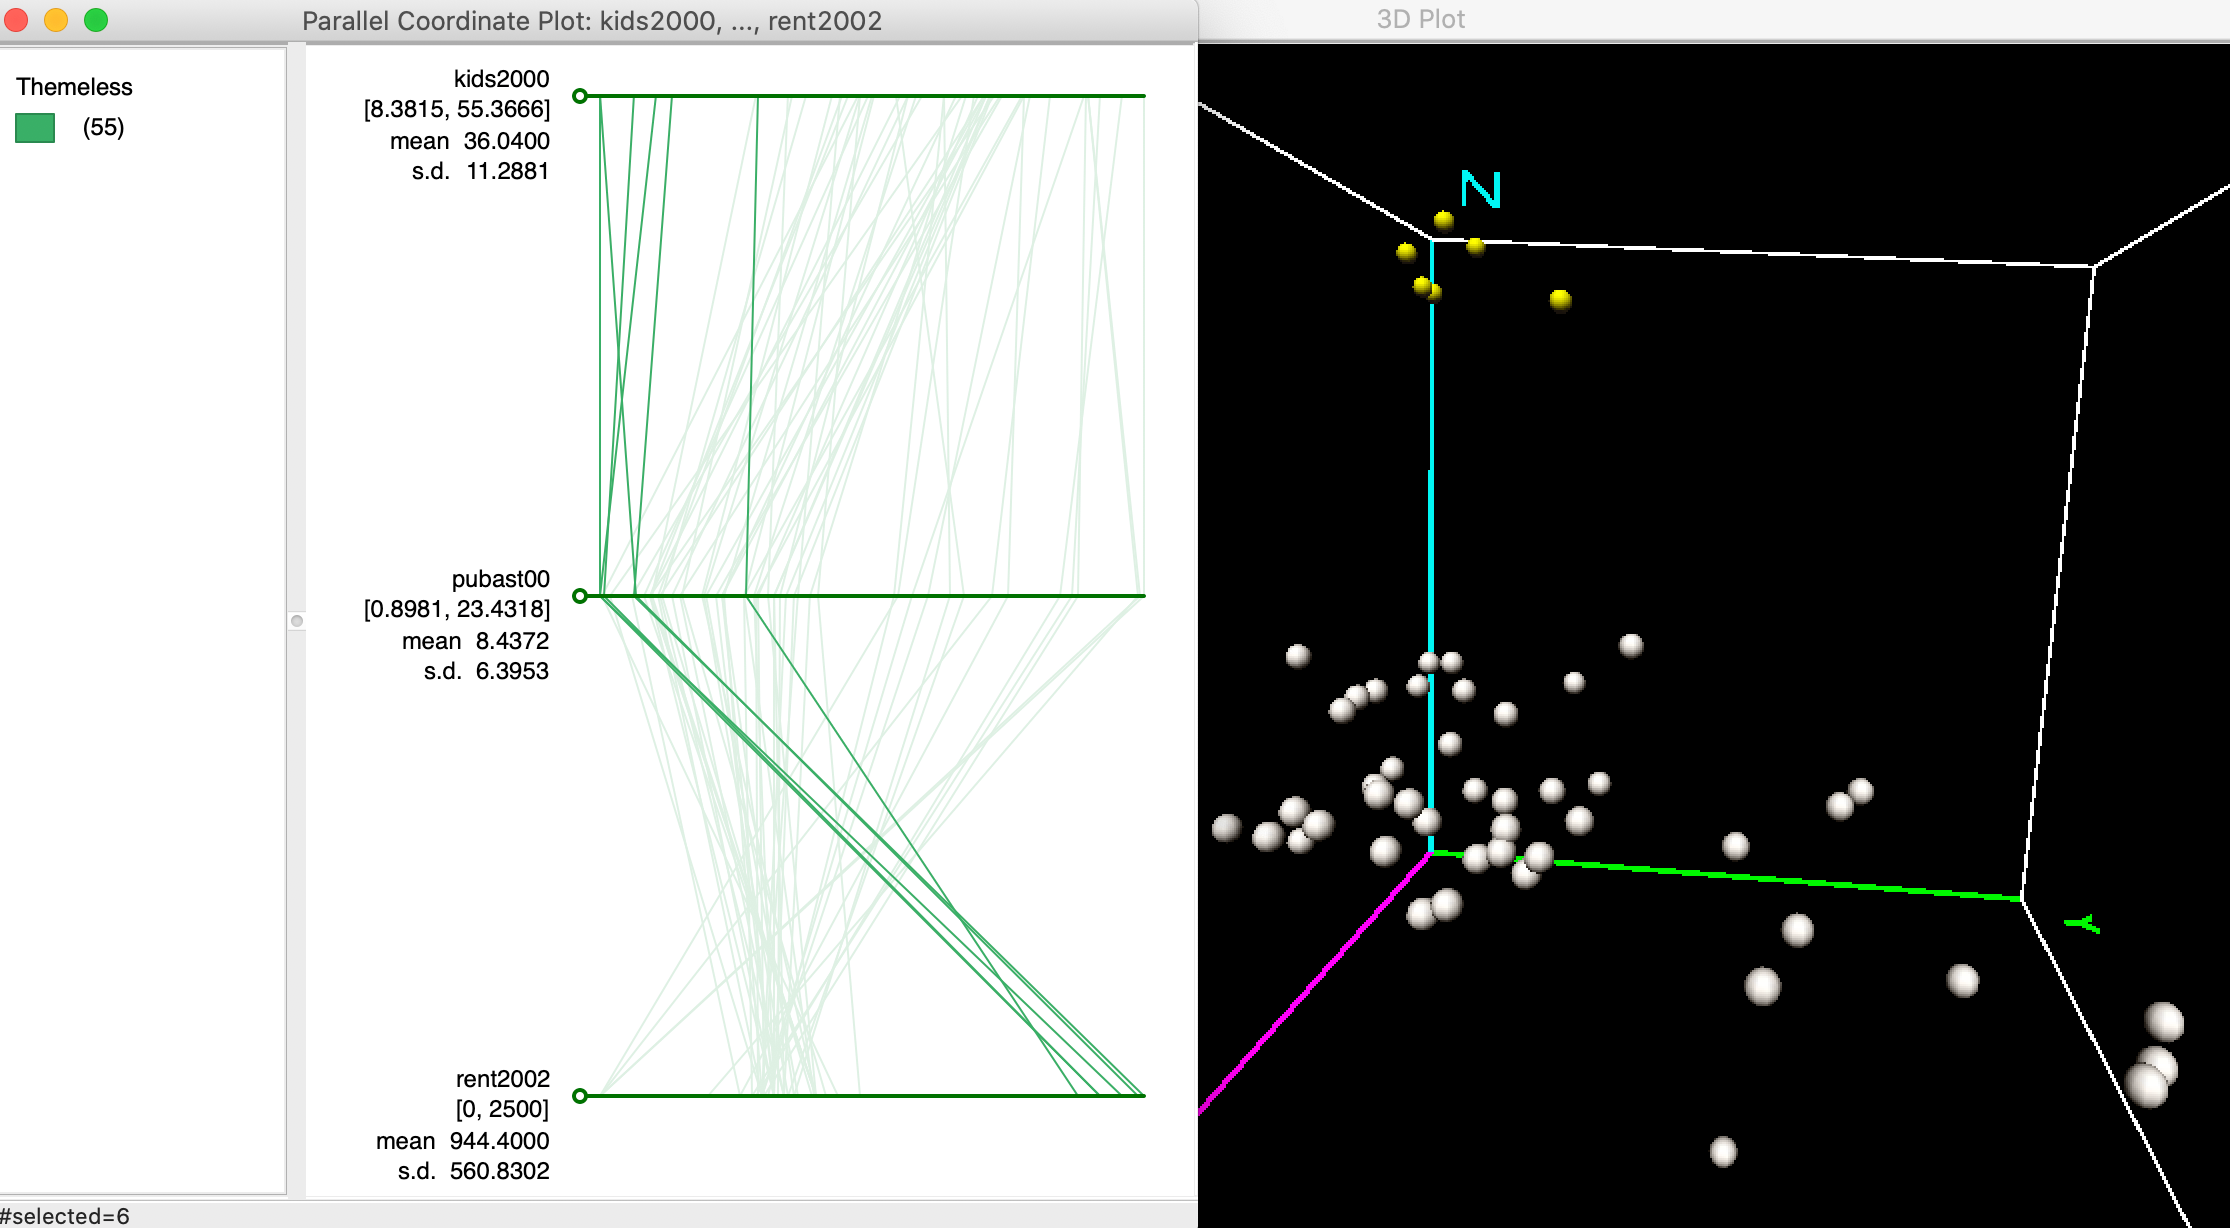 Parallel Coordinate Plot: kids2000, ..., rent2002
3D Plot
Themeless
(55)
kids2000
[8.3815, 55.3666]
mean 36.0400
s.d. 11.2881
pubast00
[0.8981, 23.4318]
mean 8.4372
s.d. 6.3953
rent2002
[0, 2500]
mean 944.4000
s.d. 560.8302
#selected=6
N
Y